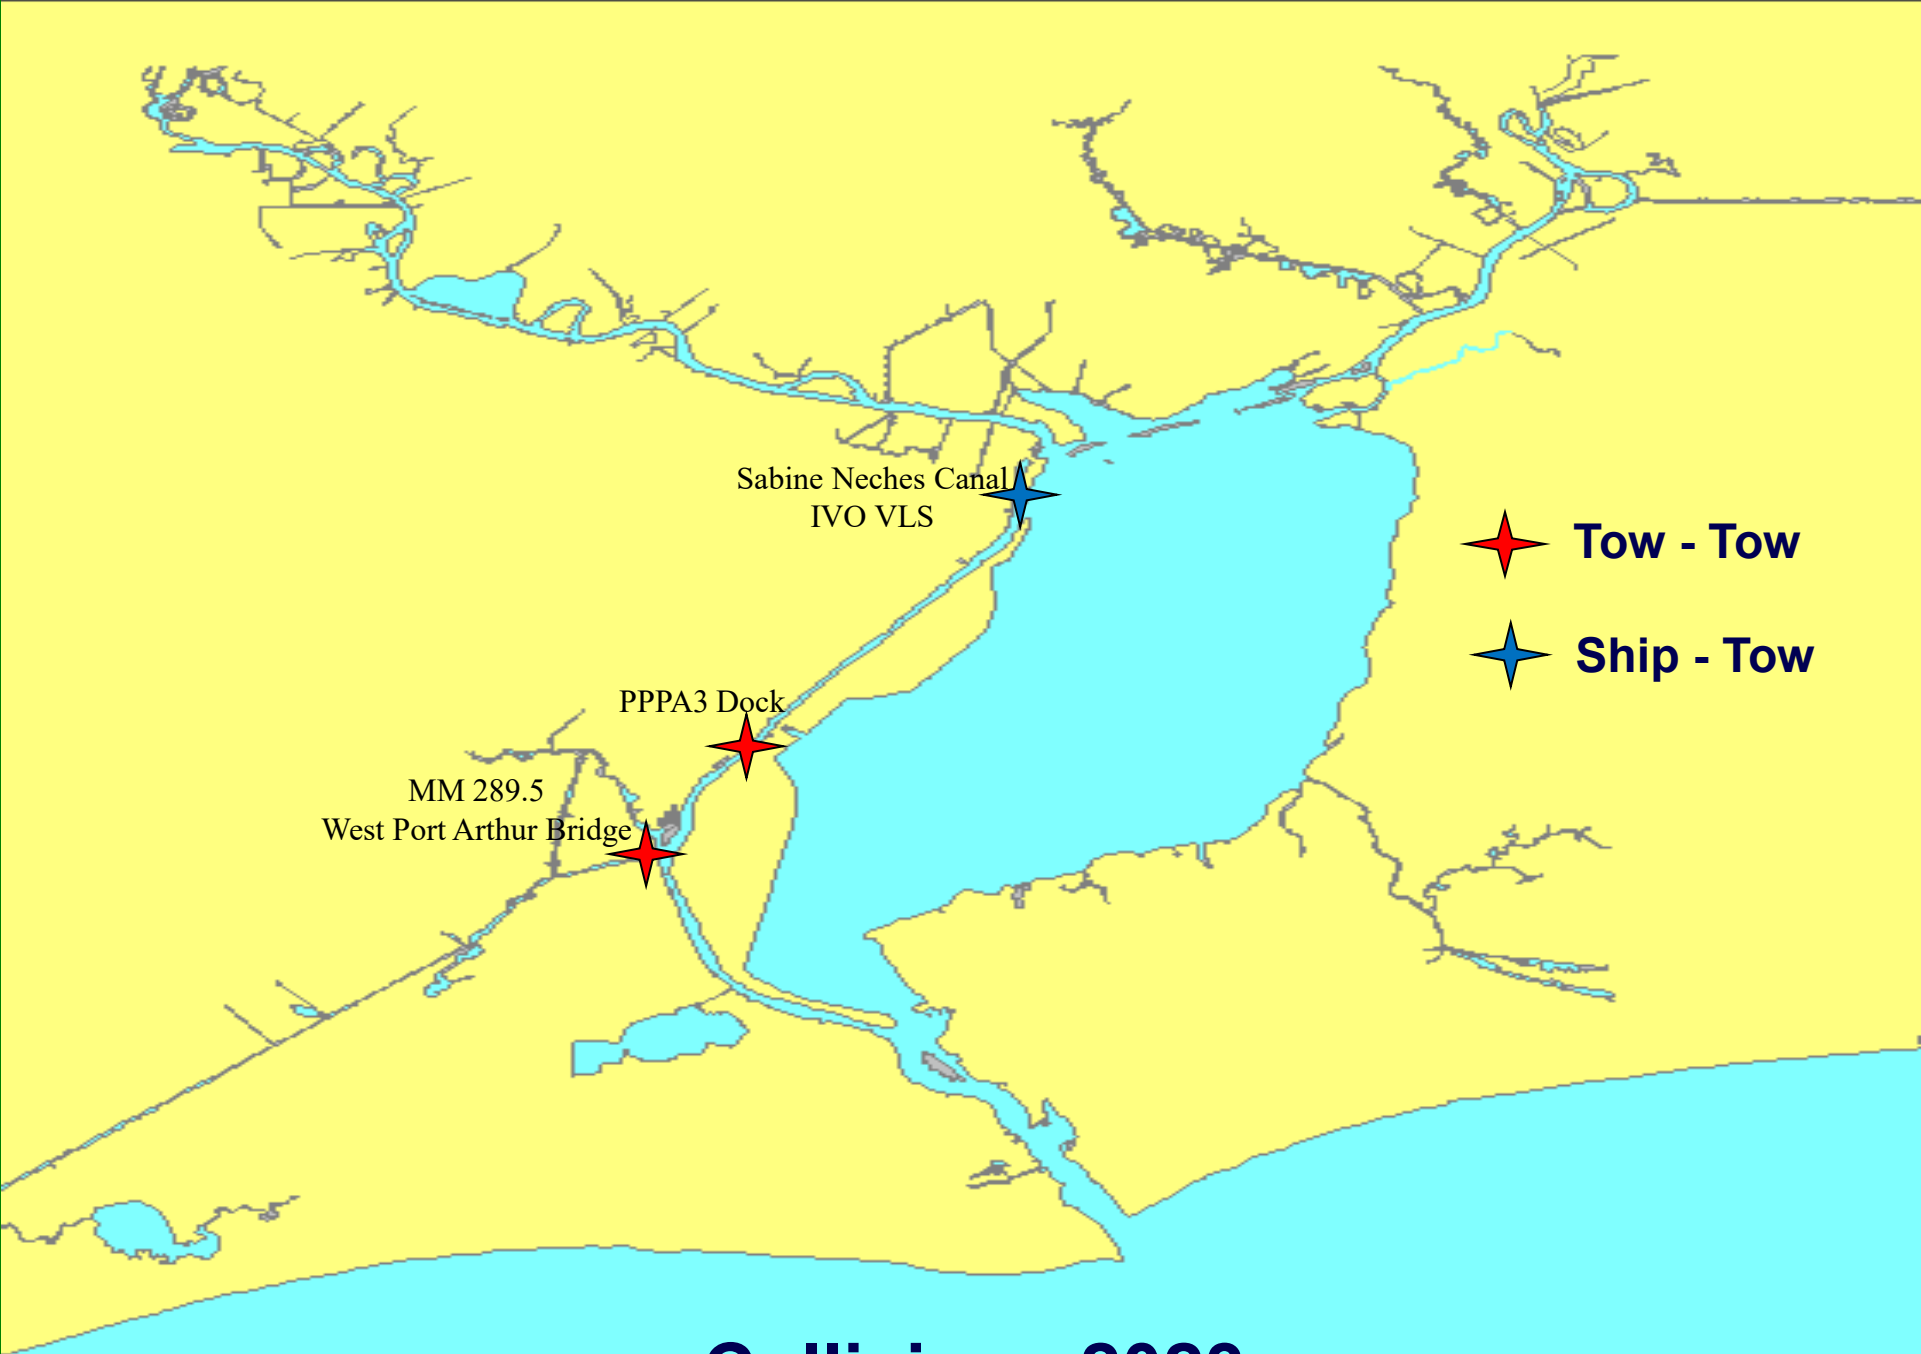 Sabine Neches Canal
IVO VLS
Tow - Tow
Ship - Tow
PPPA3 Dock
MM 289.5
West Port Arthur Bridge